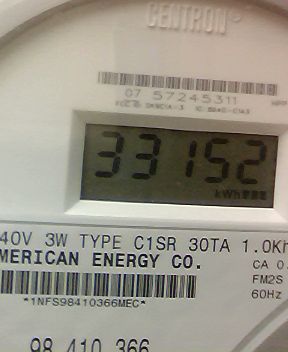 CENTRON®
07 57245311
33152
kWh
40V 3W TYPE C1SR 30TA 1.0Kh
MERICAN ENERGY CO.
CA 0.
FM2S
60Hz
*1NFS98410366MEC*
98 410 366